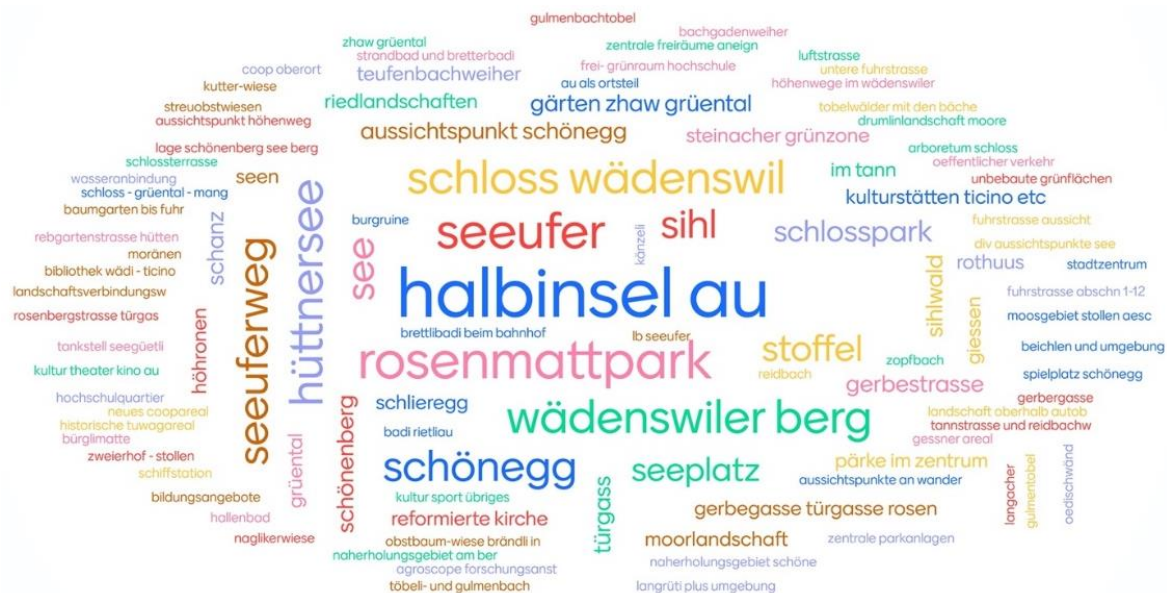 gulmenbachtobel
bachgadenweiher
zhaw grüental
zentrale freiräume aneign
strandbad und bretterbadi
luftstrasse
coop oberort
teufenbachweiher
frei- grünraum hochschule
untere fuhrstrasse
kutter-wiese
au als ortsteil
höhenwege im wädenswiler
streuobstwiesen
riedlandschaften
gärten zhaw grüental
tobelwälder mit den bäche
aussichtspunkt höhenweg
aussichtspunkt schönegg
steinacher grünzone
drumlinlandschaft moore
lage schönenberg see berg
arboretum schloss
schlossterrasse
oeffentlicher verkehr
wasseranbindung
seen
schloss wädenswil
im tann
unbebaute grünflächen
schloss - grüental - mang
kulturstätten ticino etc
baumgarten bis fuhr
schanz
hüttnersee
burgruine
seeufer
sihl
känzeli
schlosspark
fuhrstrasse aussicht
rebgartenstrasse hütten
div aussichtspunkte see
moränen
see
rothuus
stadtzentrum
bibliothek wädi - ticino
seeuferweg
halbinsel au
sihlwald
giessen
landschaftsverbindungsw
fuhrstrasse abschn 1-12
rosenbergstrasse türgas
höhronen
brettlibadi beim bahnhof
lb seeufer
moosgebiet stollen aesc
tankstell seegüetli
rosenmattpark
stoffel
zopfbach
beichlen und umgebung
kultur theater kino au
reidbach
gerbestrasse
spielplatz schönegg
hochschulquartier
schlieregg
wädenswiler berg
gerbergasse
neues coopareal
landschaft oberhalb autob
historische tuwagareal
schönenberg
badi rietliau
tannstrasse und reidbachw
bürglimatte
gessner areal
zweierhof - stollen
schönegg
seeplatz
pärke im zentrum
schiffstation
grüental
aussichtspunkte an wander
langacher
gulmentobel
oedischwänd
bildungsangebote
kultur sport übriges
türgass
gerbegasse türgasse rosen
hallenbad
reformierte kirche
naglikerwiese
obstbaum-wiese brändli in
moorlandschaft
zentrale parkanlagen
naherholungsgebiet am ber
agroscope forschungsanst
naherholungsgebiet schöne
töbeli- und gulmenbach
langrüti plus umgebung